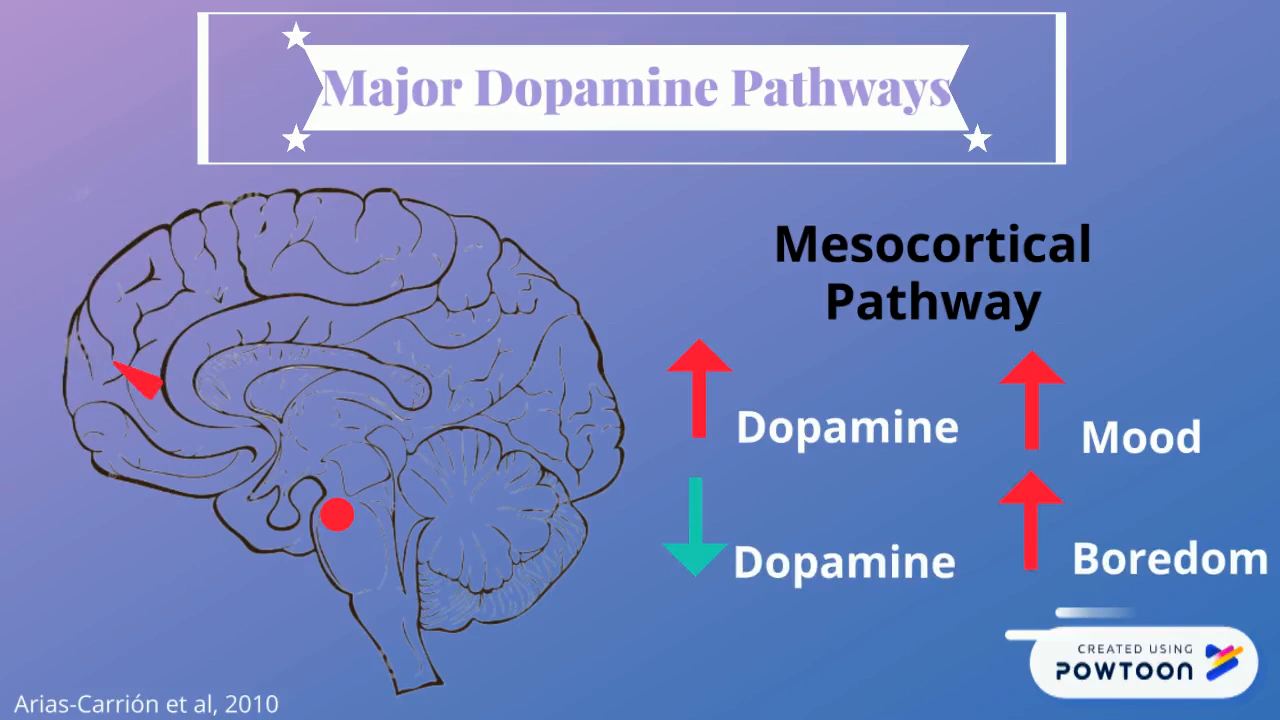 Major Dopamine Pathways
Mesocortical
Pathway
Dopamine
Mood
Dopamine
Boredom
CREATED USING
POWTOON
Arias-Carrión et al, 2010